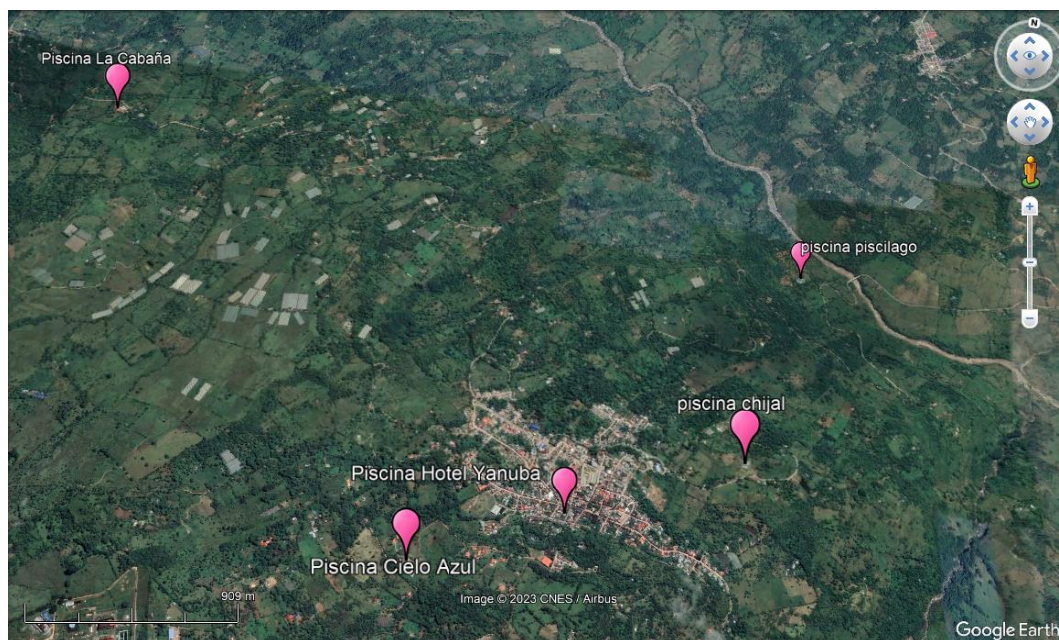 Piscina La Cabaña
N
piscina piscilago
piscina chijal
Piscina Hotel Yanuba
Piscina Cielo Azul
909 m
Image © 2023 CNES / Airbus
Google Earth